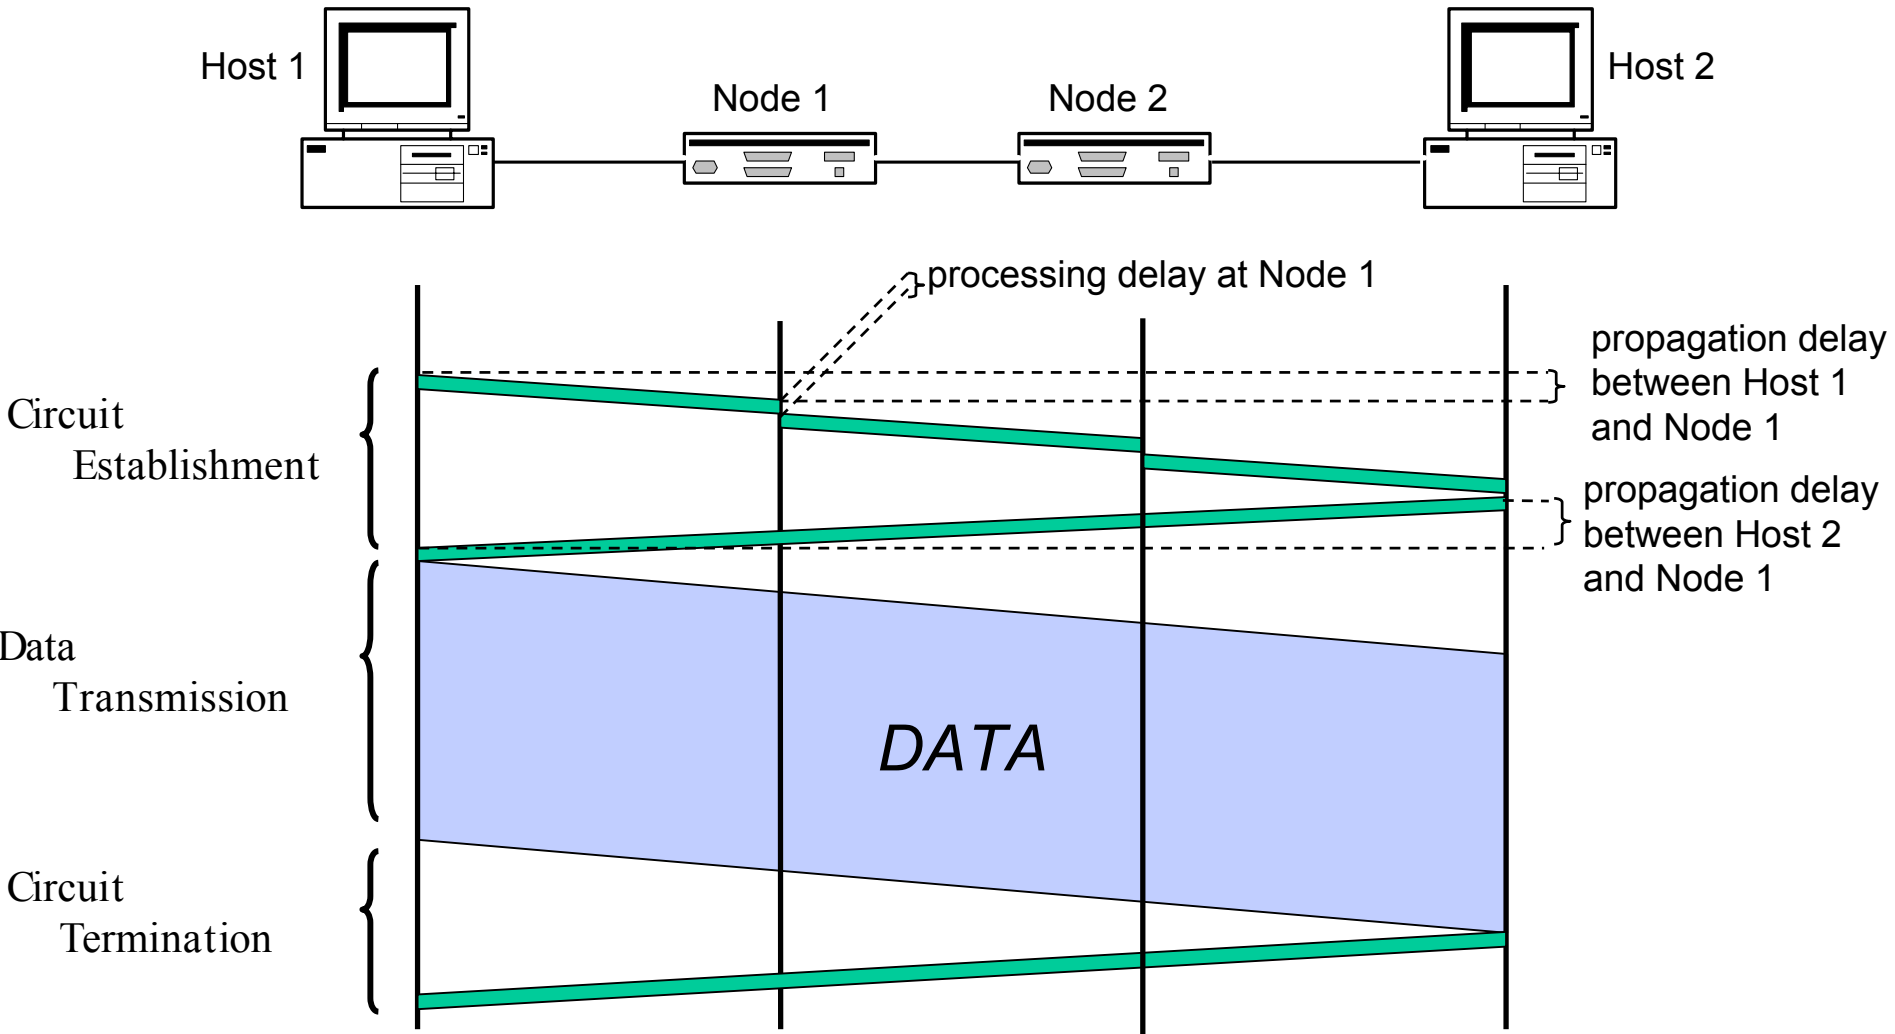 Host 1
Node 1
Node 2
Host 2
processing delay at Node 1
propagation delay
between Host 1
and Node 1
Circuit
Establishment
propagation delay
between Host 2
and Node 1
Data
Transmission
DATA
Circuit
Termination